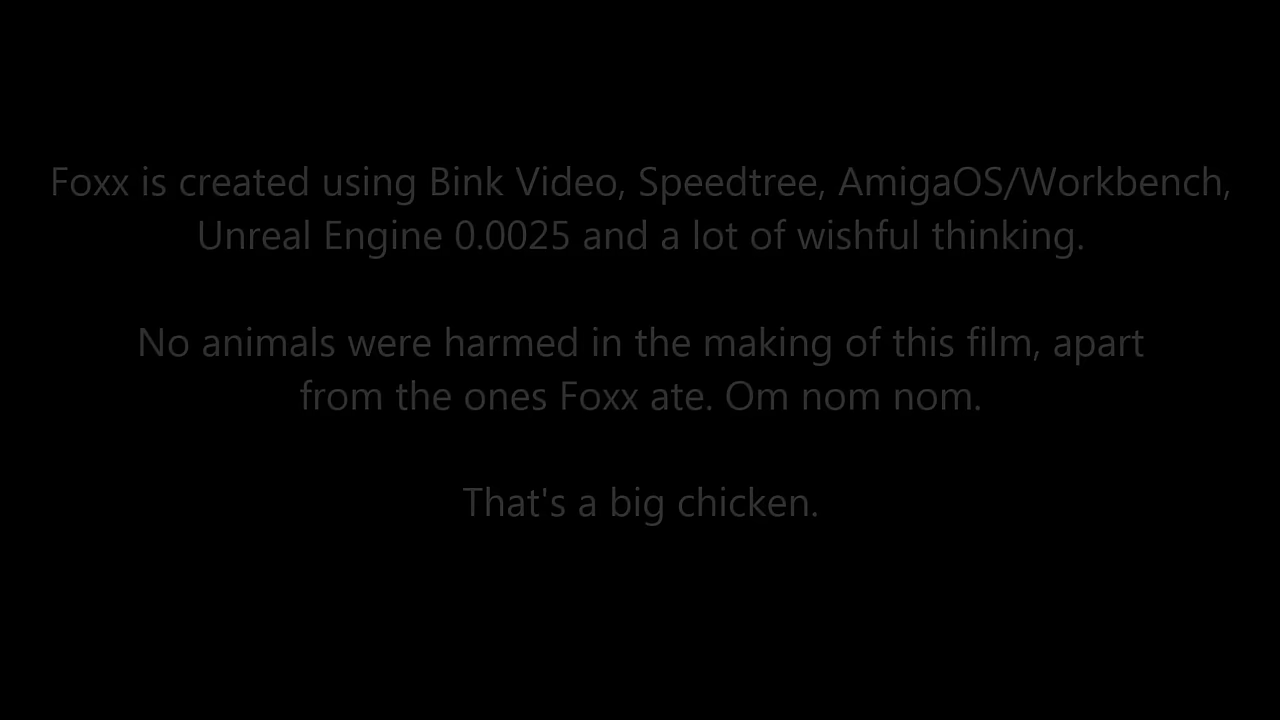 Foxx is created using Bink Video, Speedtree, AmigaOS/Workbench,
Unreal Engine 0.0025 and a lot of wishful thinking.
No animals were harmed in the making of this film, apart
from the ones Foxx ate. Om nom nom.
That's a big chicken.